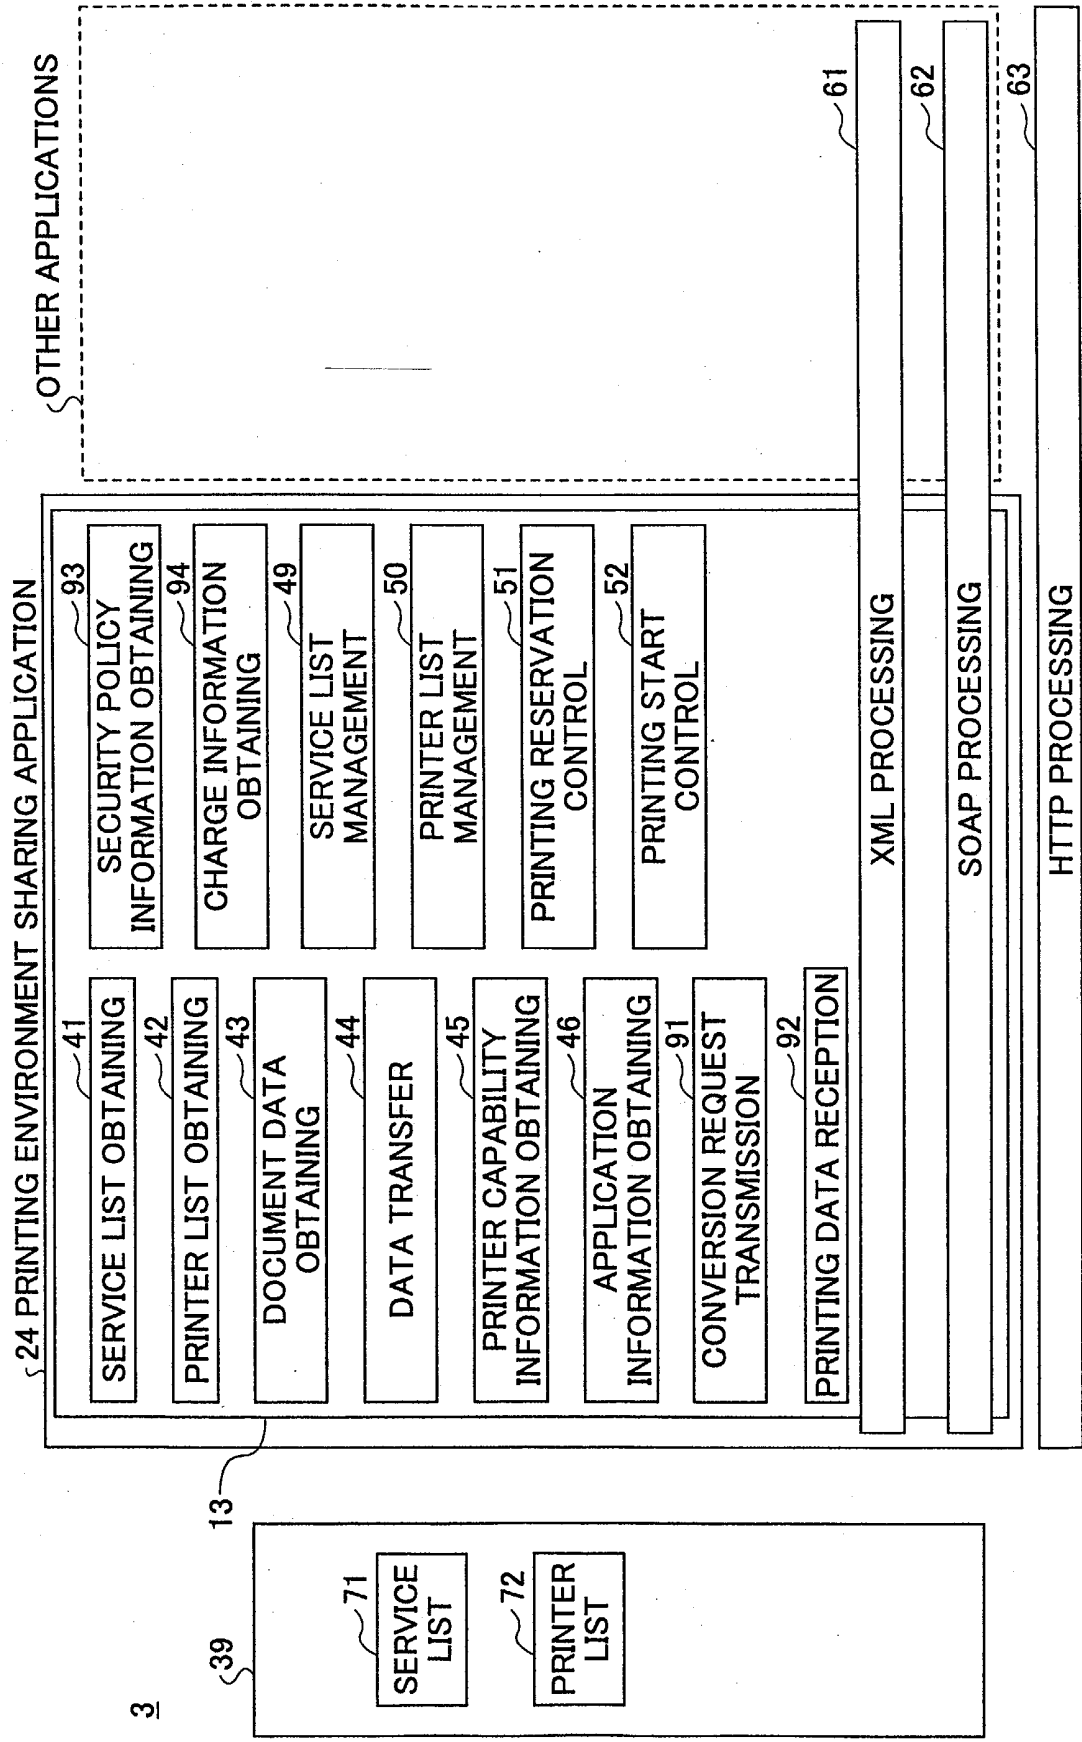 3
39
71
SERVICE
LIST
72
PRINTER
LIST
13
24 PRINTING ENVIRONMENT SHARING APPLICATION
41
SERVICE LIST OBTAINING
42
PRINTER LIST OBTAINING
43
DOCUMENT DATA
OBTAINING
44
DATA TRANSFER
45
PRINTER CAPABILITY
INFORMATION OBTAINING
46
APPLICATION
INFORMATION OBTAINING
91
CONVERSION REQUEST
TRANSMISSION
92
PRINTING DATA RECEPTION
93
SECURITY POLICY
INFORMATION OBTAINING
94
CHARGE INFORMATION
OBTAINING
49
SERVICE LIST
MANAGEMENT
50
PRINTER LIST
MANAGEMENT
51
PRINTING RESERVATION
CONTROL
52
PRINTING START
CONTROL
OTHER APPLICATIONS
61
XML PROCESSING
62
SOAP PROCESSING
63
HTTP PROCESSING